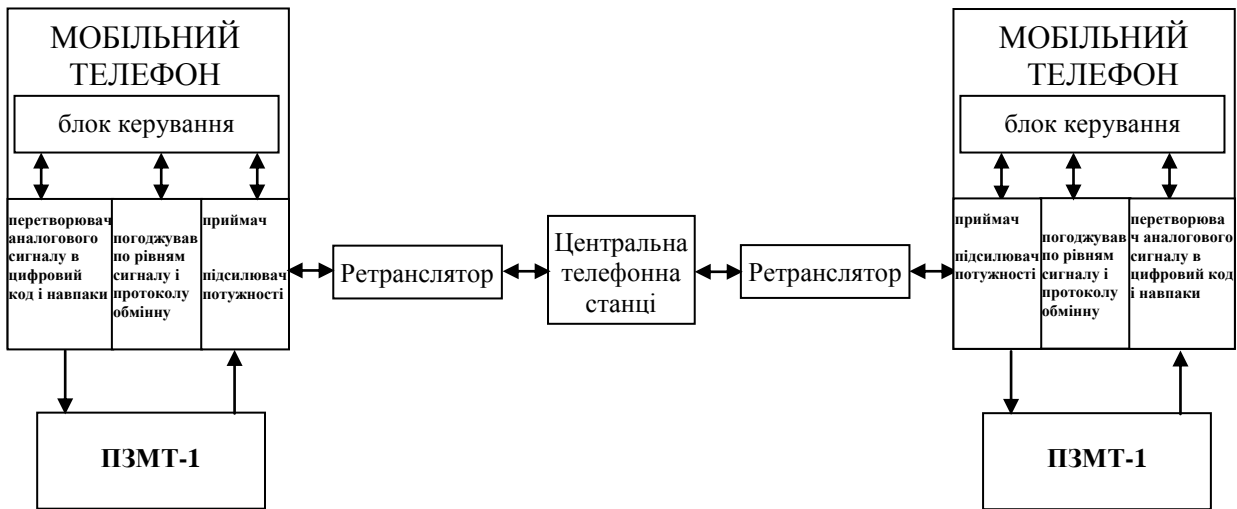 МОБІЛЬНИЙ
ТЕЛЕФОН
блок керування
перетворювач
аналогового
сигналу в
цифровий
код і навпаки
погоджував
по рівням
сигналу і
протоколу
обмінну
приймач
підсилювач
потужності
ПЗМТ-1
Ретранслятор
Центральна
телефонна
станці
Ретранслятор
МОБІЛЬНИЙ
ТЕЛЕФОН
блок керування
приймач
підсилювач
потужності
погоджував
по рівням
сигналу і
протоколу
обмінну
перетворюва
ч аналогового
сигналу в
цифровий код
і навпаки
ПЗМТ-1